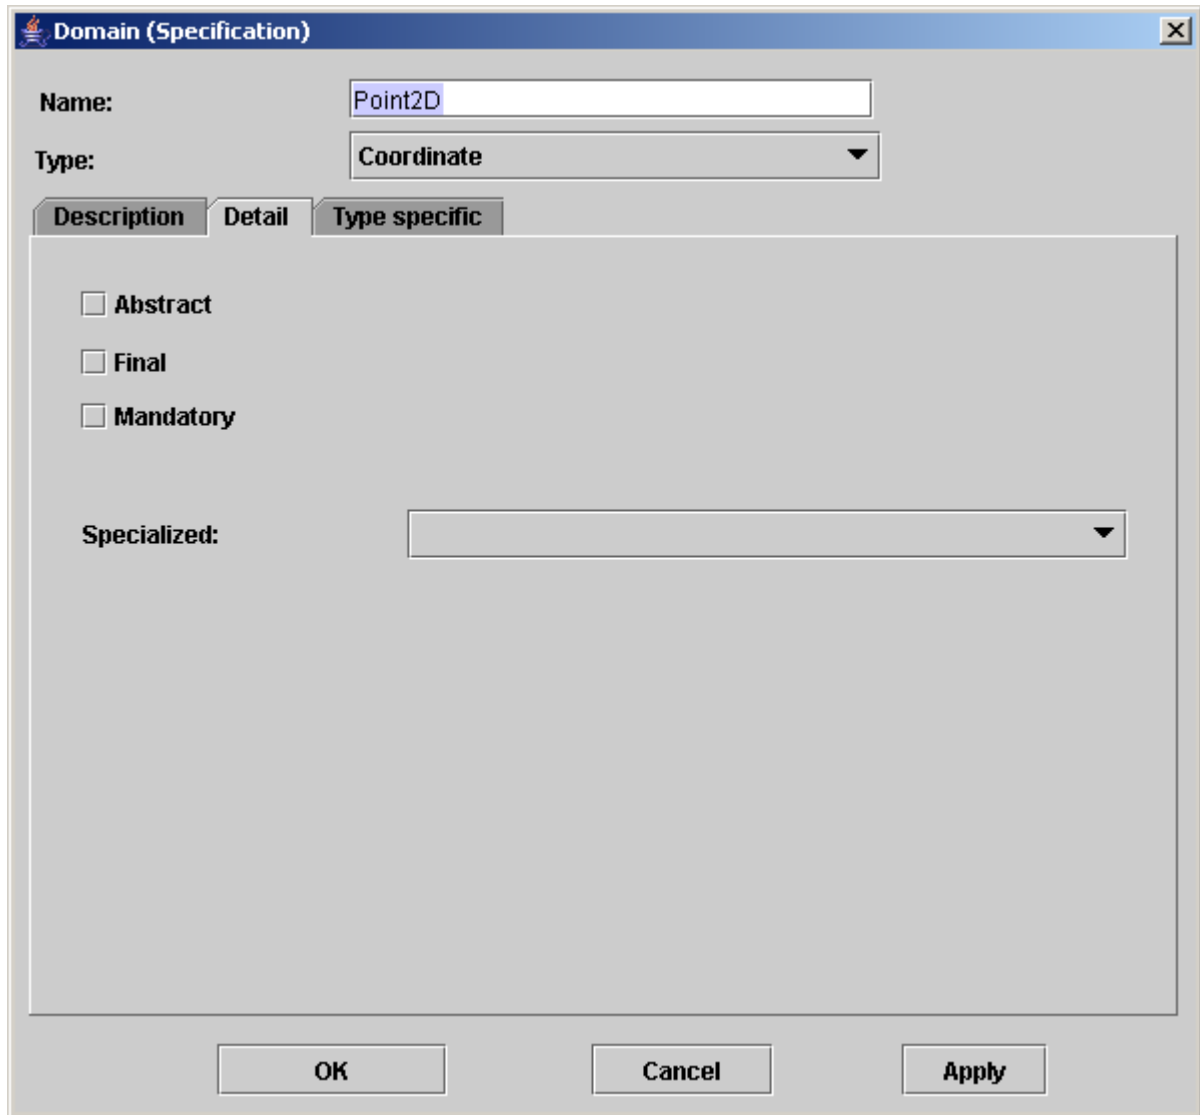 Domain (Specification)
Name: Point2D
Type: Coordinate
Description Detail Type specific
Abstract
Final
Mandatory
Specialized:
OK Cancel Apply